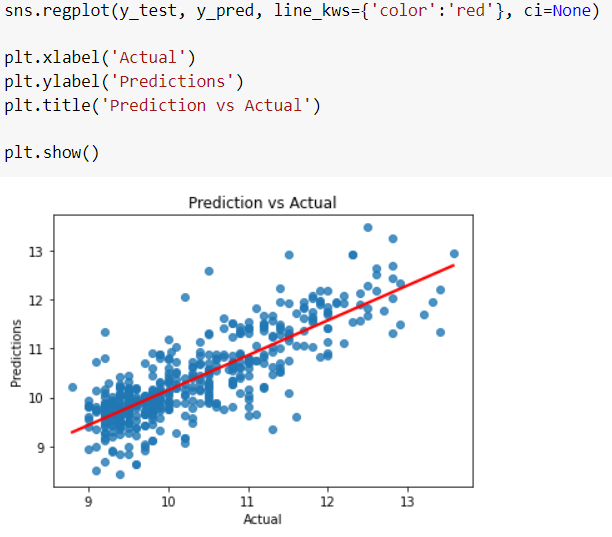 sns.regplot(y_test, y_pred, line_kws={'color':'red'}, ci=None)
plt.xlabel('Actual')
plt.ylabel('Predictions')
plt.title('Prediction vs Actual')
plt.show()
Prediction vs Actual
13
12
11
10
9
Predictions
9 10 11 12 13
Actual